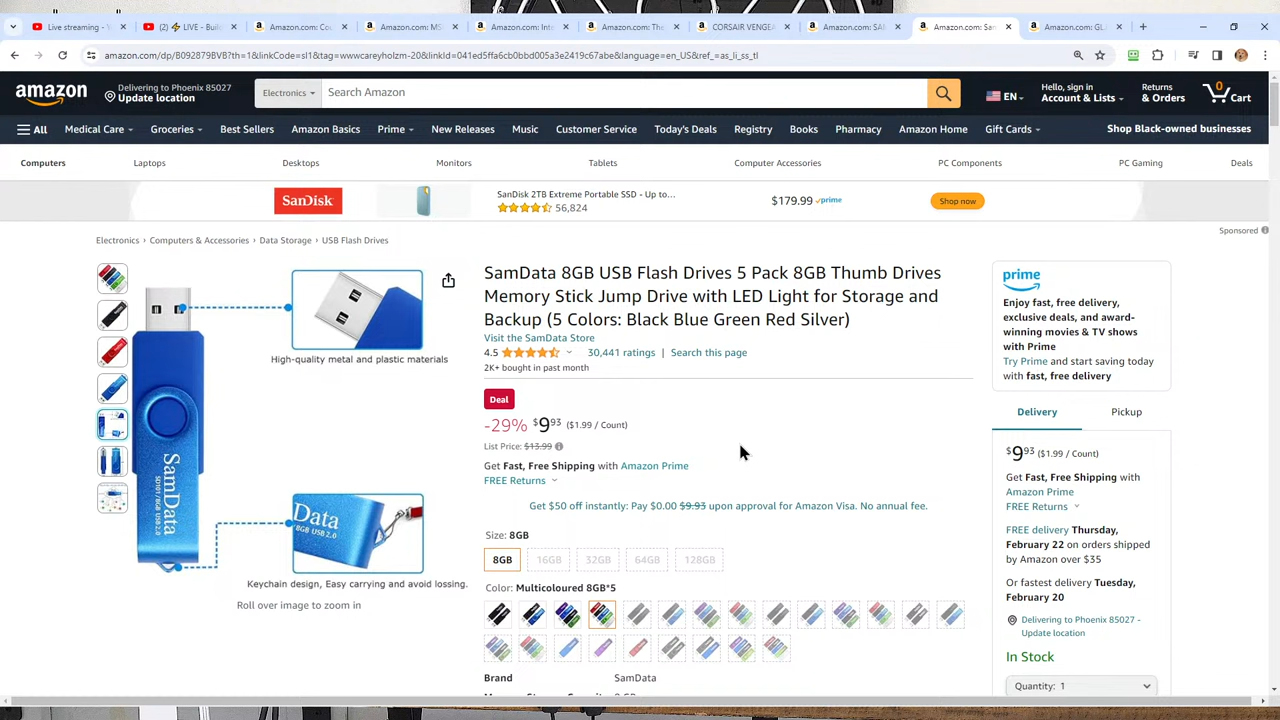 Live streaming - V
(2) ⚡ LIVE - Build
Amazon.com: Cou
Amazon.com: MS
Amazon.com: Inte
Amazon.com: The
CORSAIR VENGEA
Amazon.com: SAM
Amazon.com: Sam
Amazon.com: GL
amazon.com/dp/B092879BV8?th=1&linkCode=sl1&tag=wwwcareyholzm-20&linkId=041ed5ffa6cb0bbd005a3e2419c67abe&language=en_US&ref_=as_li_ss_tl
amazon
Delivering to Phoenix 85027
Update location
Electronics
Search Amazon
EN
Hello, sign in
Account & Lists
Returns
& Orders
0
Cart
All
Medical Care
Groceries
Best Sellers
Amazon Basics
Prime
New Releases
Music
Customer Service
Today's Deals
Registry
Books
Pharmacy
Amazon Home
Gift Cards
Shop Black-owned businesses
Computers
Laptops
Desktops
Monitors
Tablets
Computer Accessories
PC Components
PC Gaming
Deals
SanDisk
SanDisk 2TB Extreme Portable SSD - Up to...
56,824
$179.99 prime
Shop now
Sponsored
Electronics › Computers & Accessories › Data Storage › USB Flash Drives
High-quality metal and plastic materials
SamData
Data
8GB USB 2.0
Keychain design, Easy carrying and avoid lossing.
Roll over image to zoom in
SamData 8GB USB Flash Drives 5 Pack 8GB Thumb Drives
Memory Stick Jump Drive with LED Light for Storage and
Backup (5 Colors: Black Blue Green Red Silver)
Visit the SamData Store
4.5
30,441 ratings | Search this page
2K+ bought in past month
Deal
-29% $9.93 ($1.99 / Count)
List Price: $13.99
Get Fast, Free Shipping with Amazon Prime
FREE Returns
Get $50 off instantly: Pay $0.00 $9.93 upon approval for Amazon Visa. No annual fee.
Size: 8GB
8GB
16GB
32GB
64GB
128GB
Color: Multicoloured 8GB*5
Brand
SamData
prime
Enjoy fast, free delivery,
exclusive deals, and award-
winning movies & TV shows
with Prime
Try Prime and start saving today
with fast, free delivery
Delivery
Pickup
$9.93 ($1.99 / Count)
Get Fast, Free Shipping with
Amazon Prime
FREE Returns
FREE delivery Thursday,
February 22 on orders shipped
by Amazon over $35
Or fastest delivery Tuesday,
February 20
Delivering to Phoenix 85027 -
Update location
In Stock
Quantity: 1